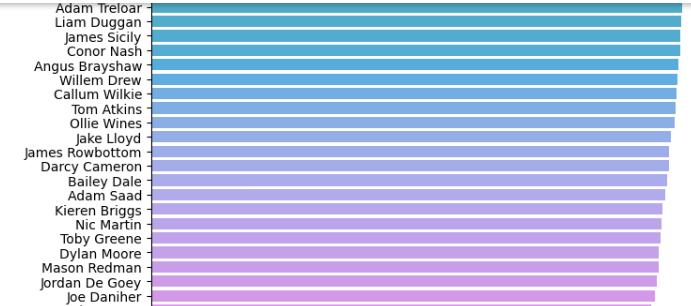 Adam Treloar
Liam Duggan
James Sicily
Conor Nash
Angus Brayshaw
Willem Drew
Callum Wilkie
Tom Atkins
Ollie Wines
Jake Lloyd
James Rowbottom
Darcy Cameron
Bailey Dale
Adam Saad
Kieren Briggs
Nic Martin
Toby Greene
Dylan Moore
Mason Redman
Jordan De Goey
Joe Daniher